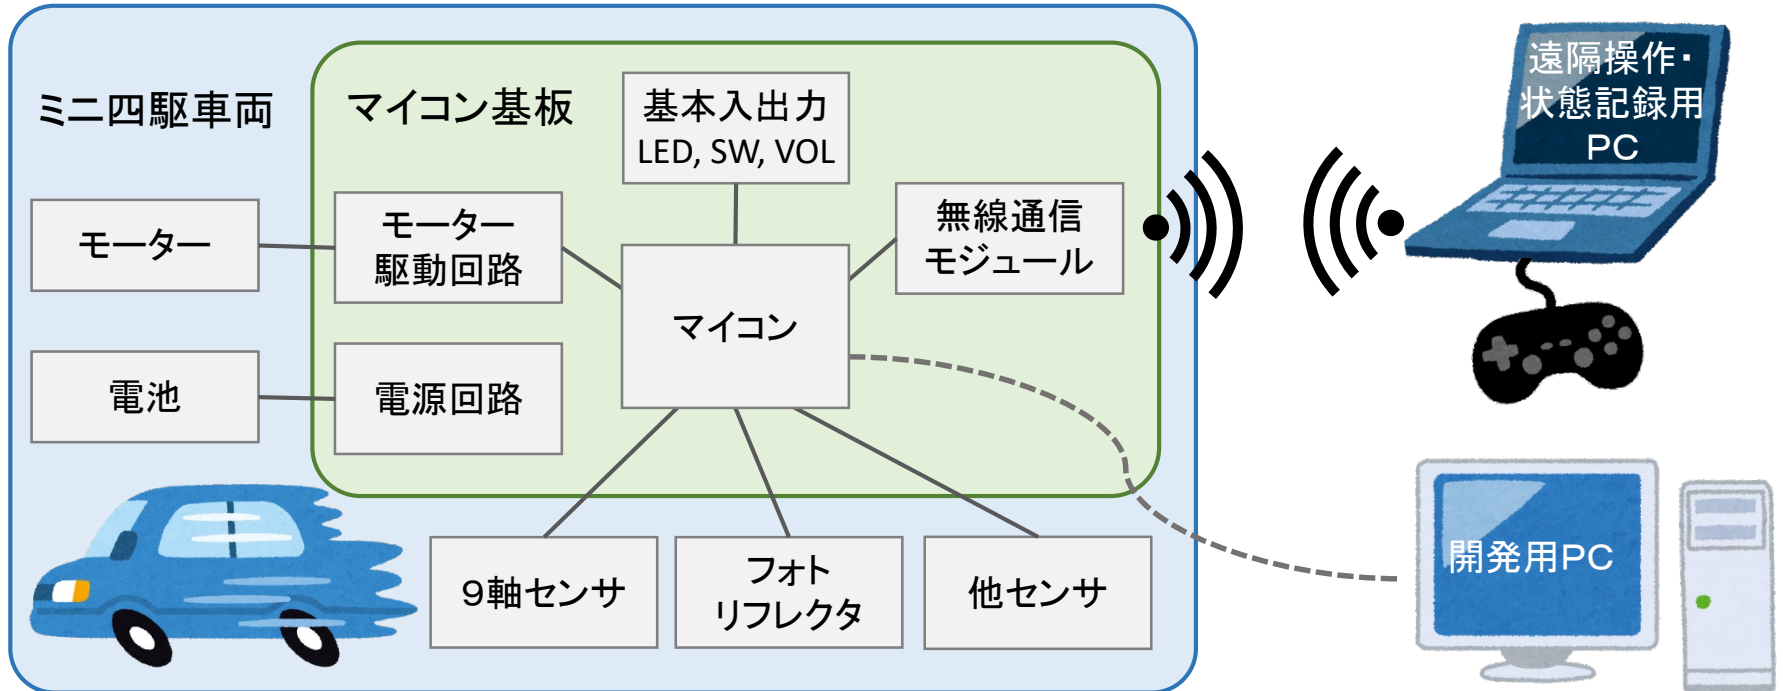 ミニ四駆車両
マイコン基板
基本入出力
LED, SW, VOL
モーター
モーター
駆動回路
無線通信
モジュール
マイコン
電池
電源回路
9軸センサ
フォト
リフレクタ
他センサ
遠隔操作・
状態記録用
PC
開発用PC